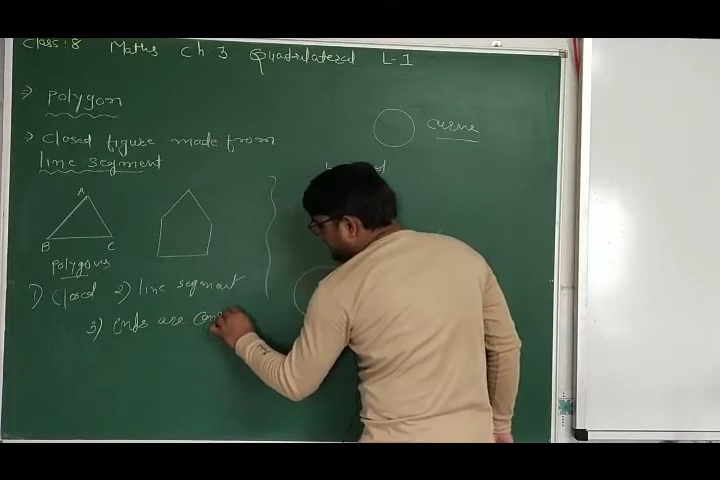 Class:8 Maths Ch-3 Quadrilateral L-1
⇒ Polygon
⇒ Closed figure made from
line segment
curve
A
B C
Polygons
1) Closed 2) line segment
3) Ends are con